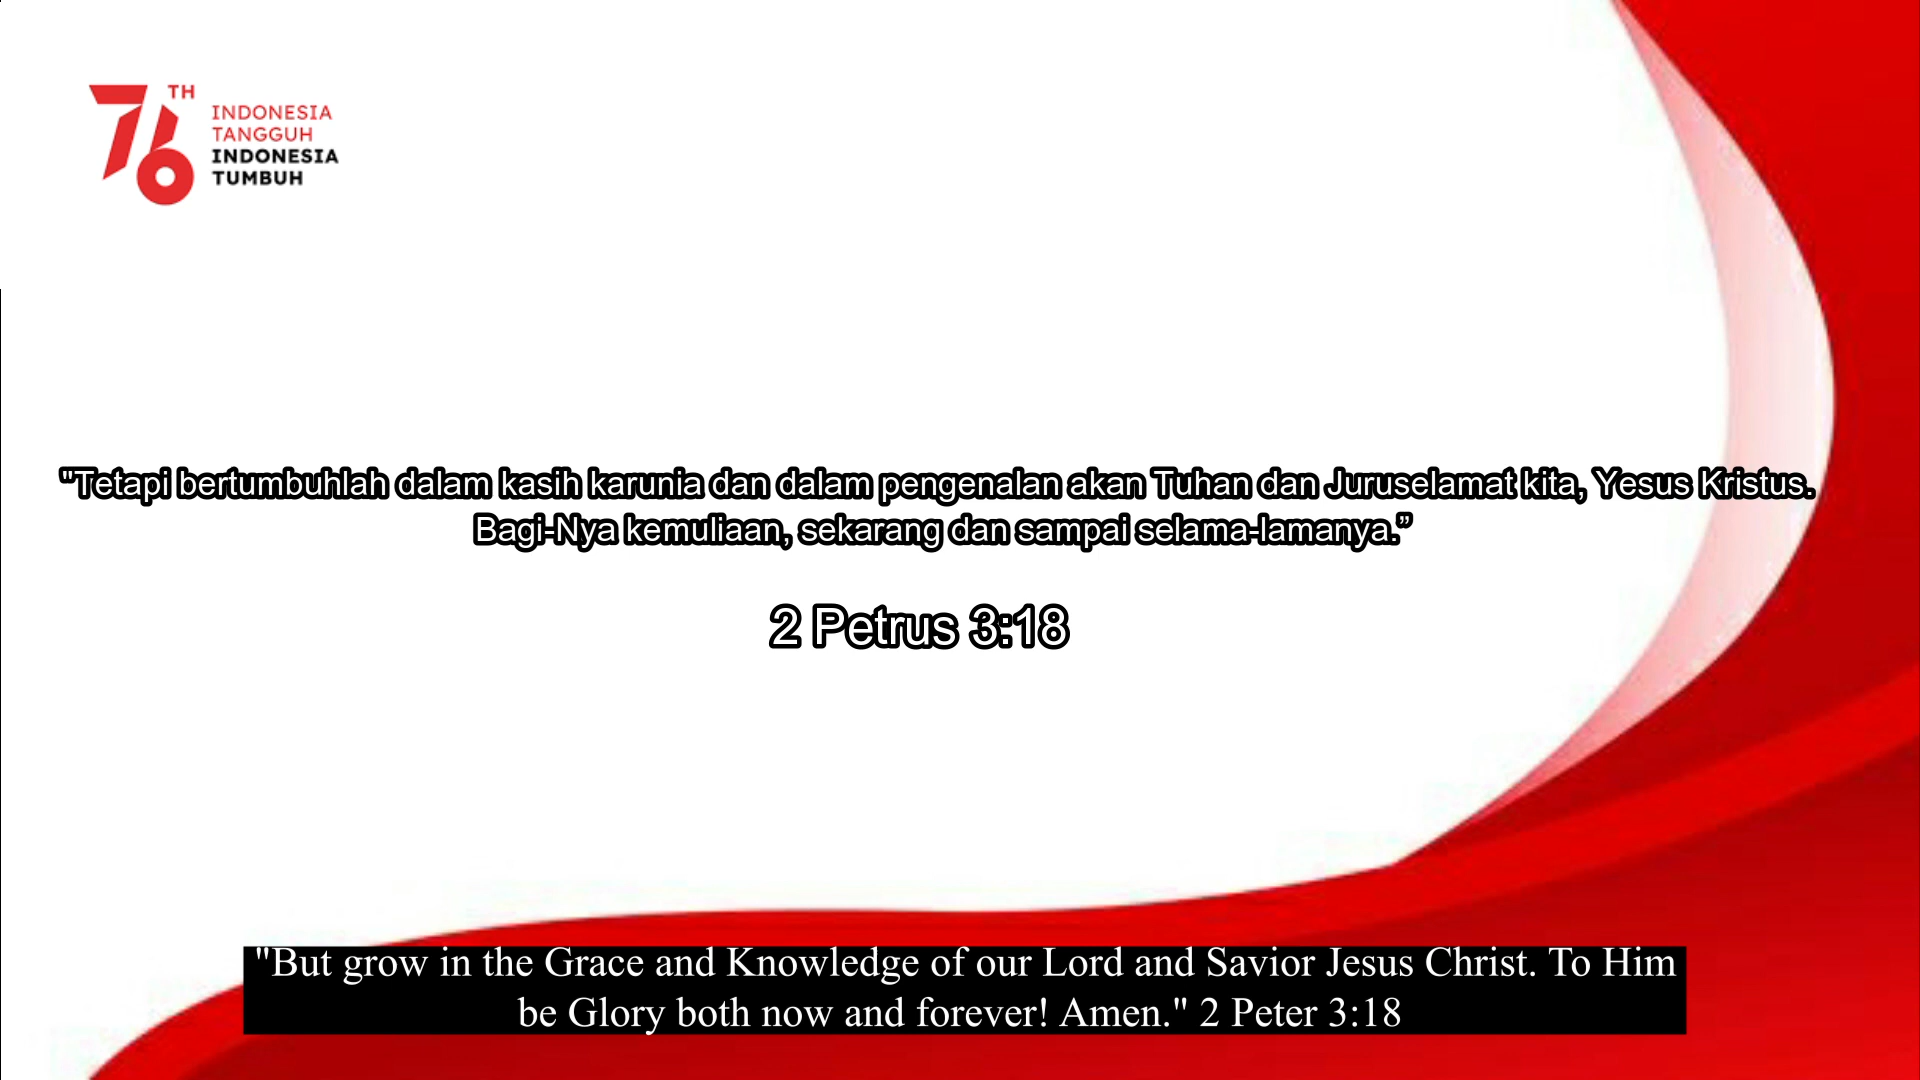 76
TH
INDONESIA
TANGGUH
INDONESIA
TUMBUH
"Tetapi bertumbuhlah dalam kasih karunia dan dalam pengenalan akan Tuhan dan Juruselamat kita, Yesus Kristus.
Bagi-Nya kemuliaan, sekarang dan sampai selama-lamanya.”
2 Petrus 3:18
"But grow in the Grace and Knowledge of our Lord and Savior Jesus Christ. To Him
be Glory both now and forever! Amen." 2 Peter 3:18